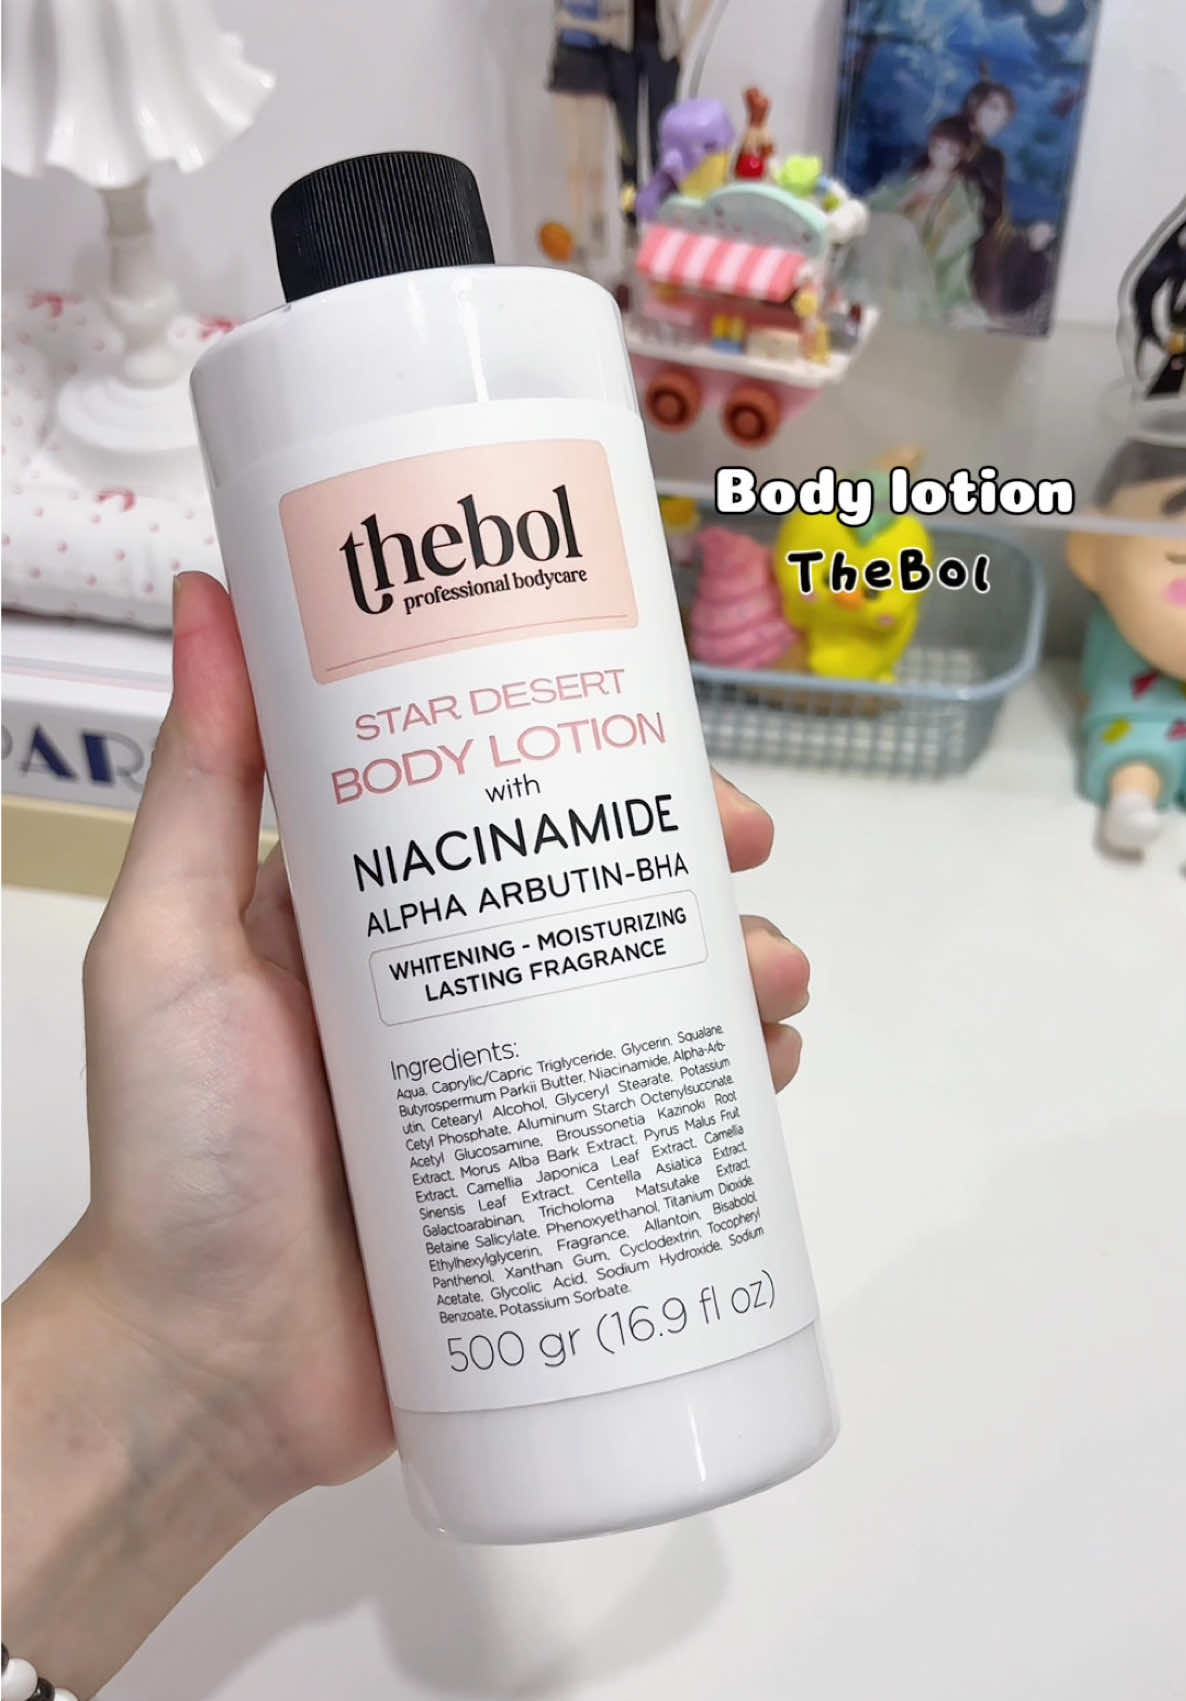 thebol
professional bodycare
STAR DESERT
BODY LOTION
with
NIACINAMIDE
ALPHA ARBUTIN-BHA
WHITENING - MOISTURIZING
LASTING FRAGRANCE
Ingredients:
Aqua, Caprylic/Capric Triglyceride, Glycerin, Squalane,
Butyrospermum Parkii Butter, Niacinamide, Alpha-Arb-
utin, Cetearyl Alcohol, Glyceryl Stearate, Potassium
Cetyl Phosphate, Aluminum Starch Octenylsuccinate,
Acetyl Glucosamine, Broussonetia Kazinoki Root
Extract, Morus Alba Bark Extract, Pyrus Malus Fruit
Extract, Camellia Japonica Leaf Extract, Camellia
Sinensis Leaf Extract, Centella Asiatica Extract,
Galactoarabinan, Tricholoma Matsutake Extract,
Betaine Salicylate, Phenoxyethanol, Titanium Dioxide,
Ethylhexylglycerin, Fragrance, Allantoin, Bisabolol,
Panthenol, Xanthan Gum, Cyclodextrin, Tocopheryl
Acetate, Glycolic Acid, Sodium Hydroxide, Sodium
Benzoate, Potassium Sorbate.
500 gr (16.9 fl oz)
Body lotion
TheBol